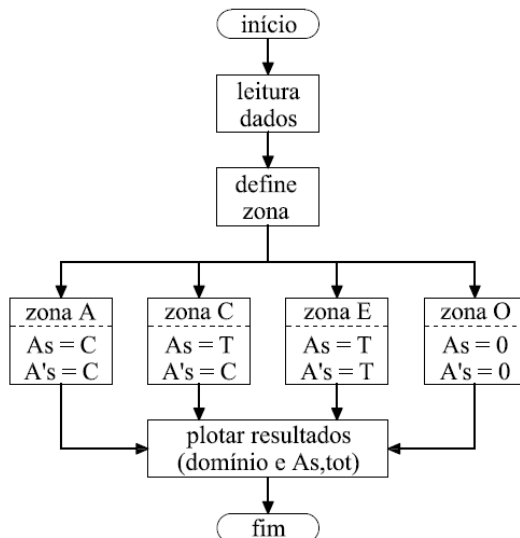 início
leitura
dados
define
zona
zona A
As = C
A's = C
zona C
As = T
A's = C
zona E
As = T
A's = T
zona O
As = 0
A's = 0
plotar resultados
(domínio e As,tot)
fim